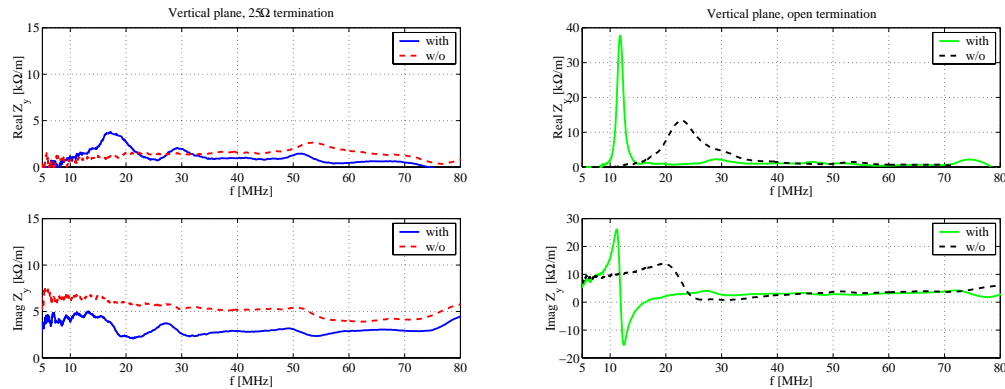 Vertical plane, 25Ω termination
15
10
5
0
Real Z_y [kΩ/m]
with
w/o
5 10 20 30 40 50 60 70 80
f [MHz]
15
10
5
0
Imag Z_y [kΩ/m]
with
w/o
5 10 20 30 40 50 60 70 80
f [MHz]
Vertical plane, open termination
40
30
20
10
0
Real Z_y [kΩ/m]
with
w/o
5 10 20 30 40 50 60 70 80
f [MHz]
30
20
10
0
−10
−20
Imag Z_y [kΩ/m]
with
w/o
5 10 20 30 40 50 60 70 80
f [MHz]